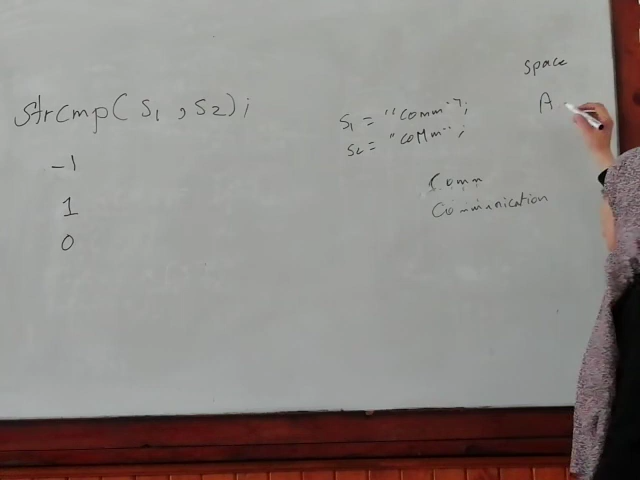 strcmp( s1 , s2) ;
-1
1
0
s1 = "comm";
s2 = "coMm";
Comm
Communication
space
A